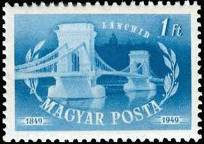 LÁNCHÍD
1 Ft
MAGYAR POSTA
1849 1949